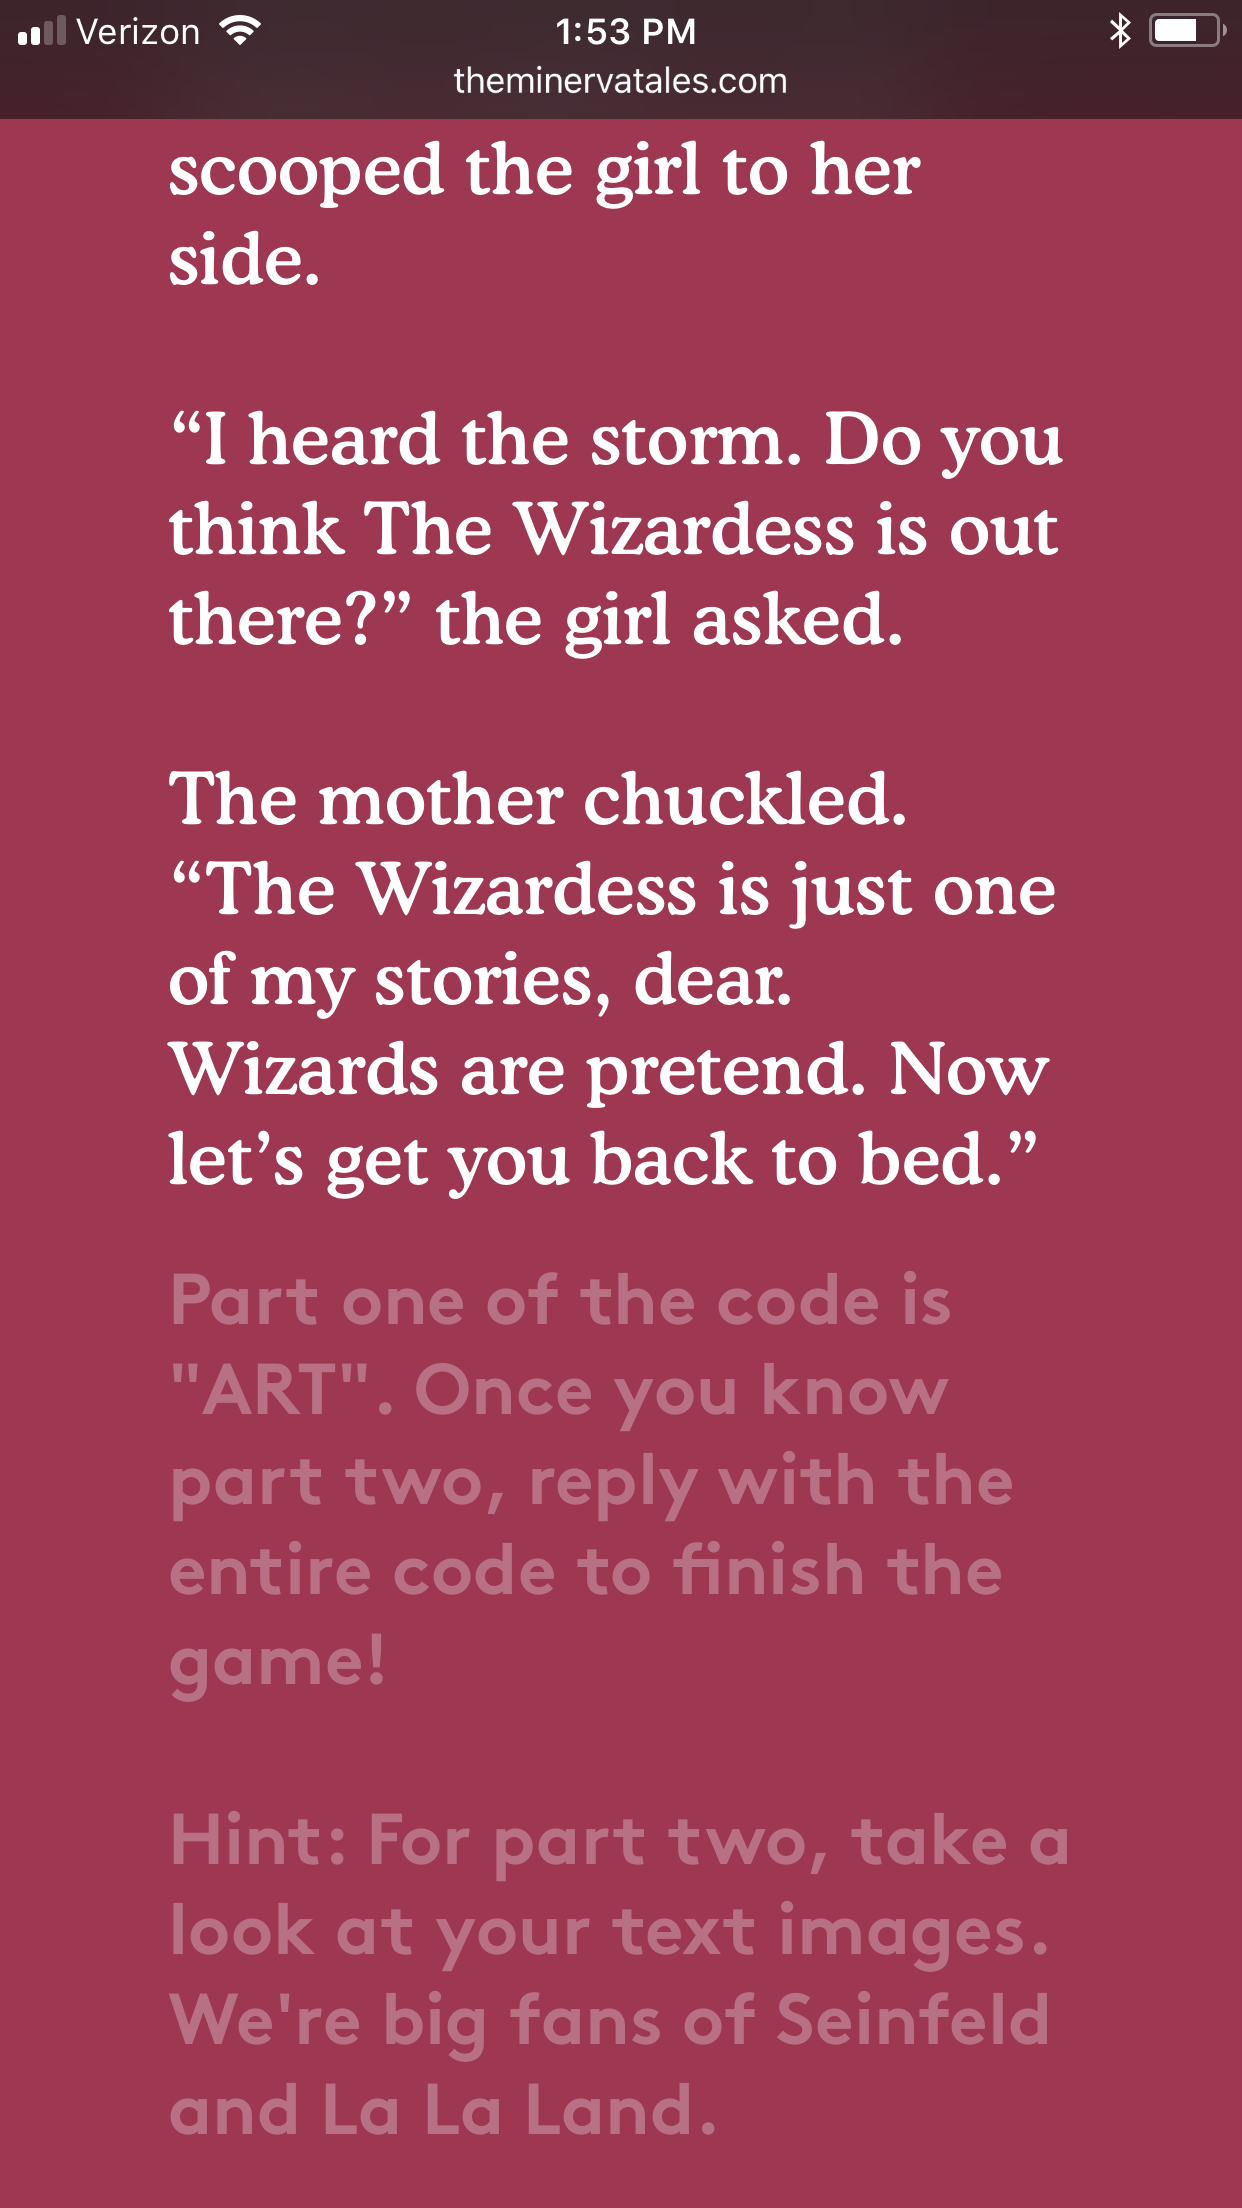 Verizon 1:53 PM
theminervatales.com
scooped the girl to her
side.
“I heard the storm. Do you
think The Wizardess is out
there?” the girl asked.
The mother chuckled.
“The Wizardess is just one
of my stories, dear.
Wizards are pretend. Now
let’s get you back to bed.”
Part one of the code is
"ART". Once you know
part two, reply with the
entire code to finish the
game!
Hint: For part two, take a
look at your text images.
We're big fans of Seinfeld
and La La Land.